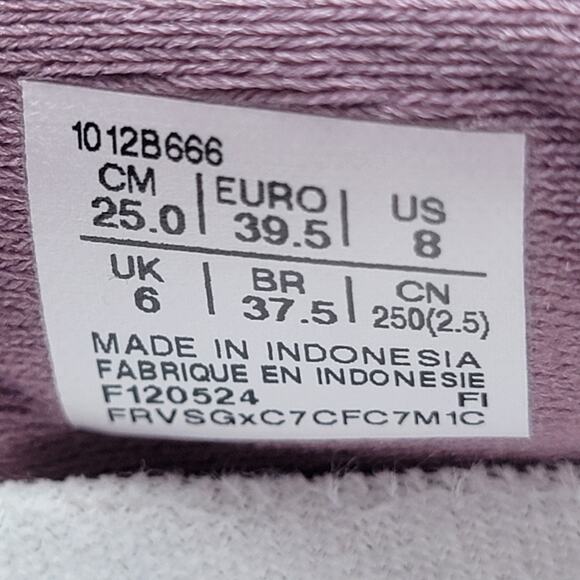 1012B666
CM | EURO | US
25.0 | 39.5 | 8
UK | BR | CN
6 | 37.5 | 250(2.5)
MADE IN INDONESIA
FABRIQUE EN INDONESIE
F120524 FI
FRVSGxC7CFC7M1C